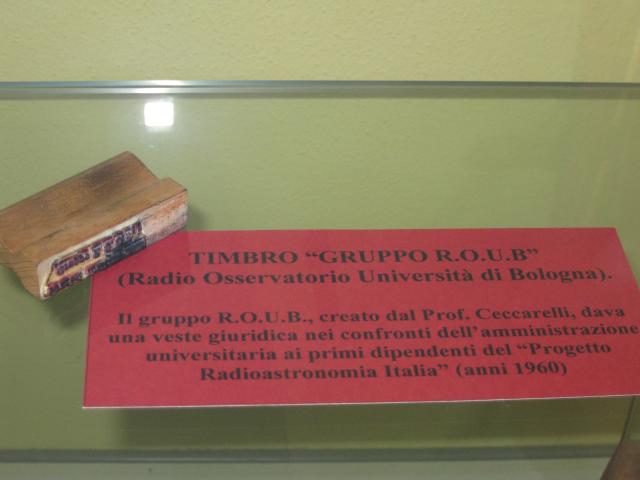 TIMBRO “GRUPPO R.O.U.B”
(Radio Osservatorio Università di Bologna).
Il gruppo R.O.U.B., creato dal Prof. Ceccarelli, dava
una veste giuridica nei confronti dell’amministrazione
universitaria ai primi dipendenti del “Progetto
Radioastronomia Italia” (anni 1960)